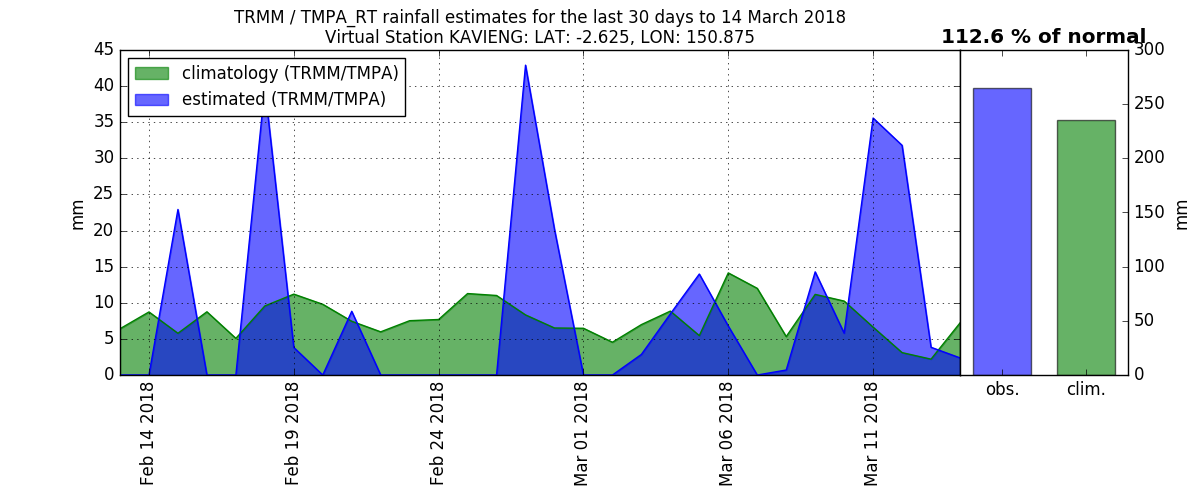 TRMM / TMPA_RT rainfall estimates for the last 30 days to 14 March 2018
Virtual Station KAVIENG: LAT: -2.625, LON: 150.875
112.6 % of normal
climatology (TRMM/TMPA)
estimated (TRMM/TMPA)
45
40
35
30
25
20
15
10
5
0
mm
Feb 14 2018
Feb 19 2018
Feb 24 2018
Mar 01 2018
Mar 06 2018
Mar 11 2018
300
250
200
150
100
50
0
mm
obs.
clim.